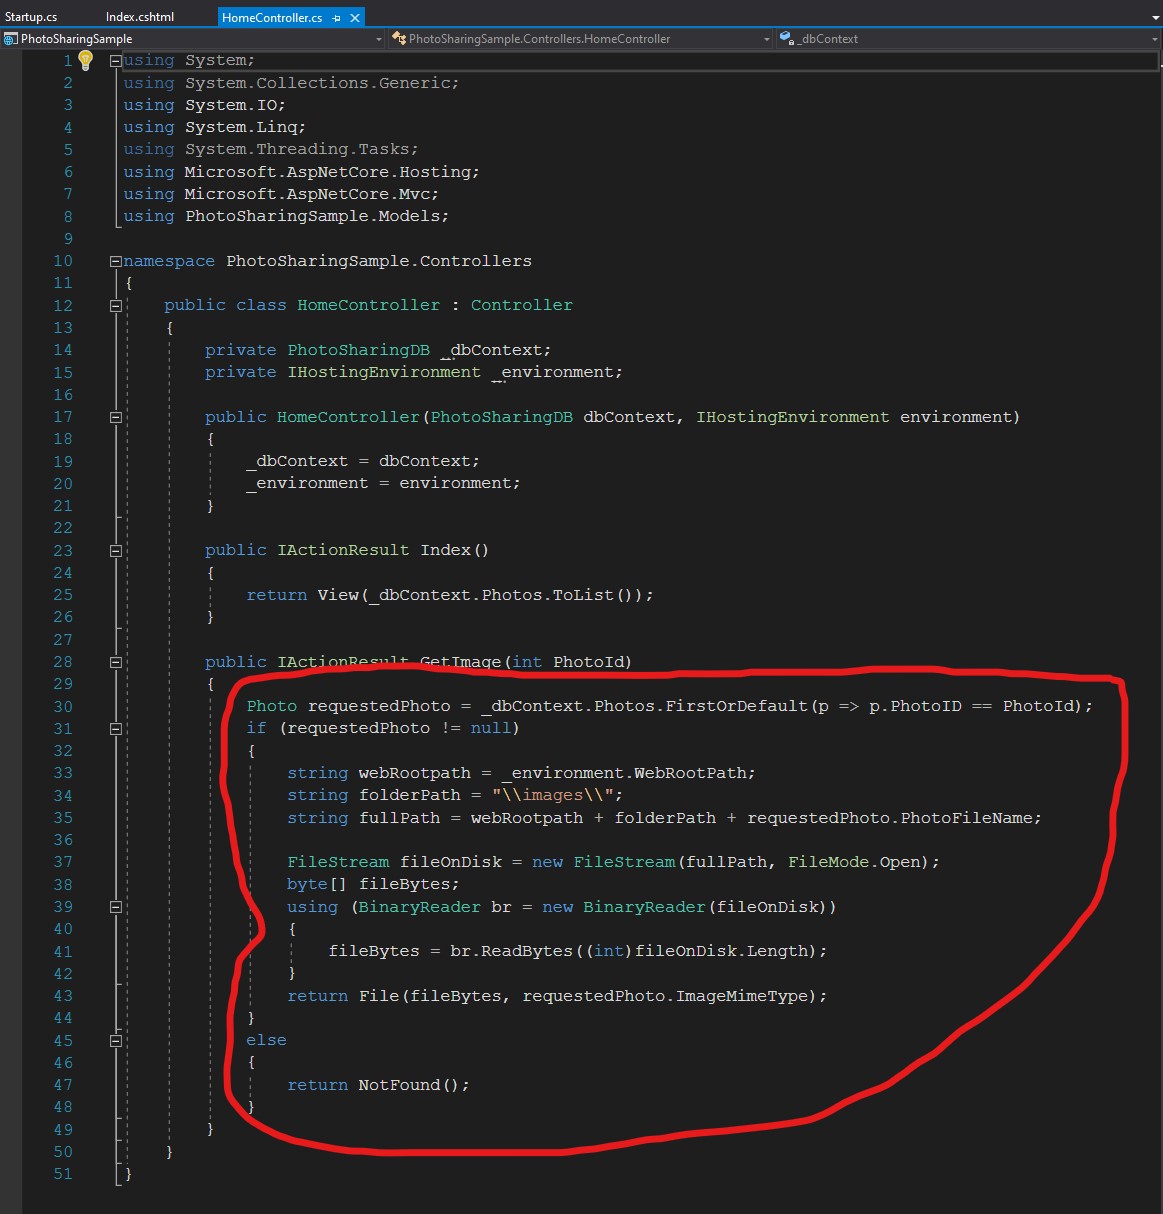 Startup.cs Index.cshtml HomeController.cs
PhotoSharingSample PhotoSharingSample.Controllers.HomeController _dbContext
1 using System;
2 using System.Collections.Generic;
3 using System.IO;
4 using System.Linq;
5 using System.Threading.Tasks;
6 using Microsoft.AspNetCore.Hosting;
7 using Microsoft.AspNetCore.Mvc;
8 using PhotoSharingSample.Models;
9
10 namespace PhotoSharingSample.Controllers
11 {
12     public class HomeController : Controller
13     {
14         private PhotoSharingDB _dbContext;
15         private IHostingEnvironment _environment;
16
17         public HomeController(PhotoSharingDB dbContext, IHostingEnvironment environment)
18         {
19             _dbContext = dbContext;
20             _environment = environment;
21         }
22
23         public IActionResult Index()
24         {
25             return View(_dbContext.Photos.ToList());
26         }
27
28         public IActionResult GetImage(int PhotoId)
29         {
30             Photo requestedPhoto = _dbContext.Photos.FirstOrDefault(p => p.PhotoID == PhotoId);
31             if (requestedPhoto != null)
32             {
33                 string webRootpath = _environment.WebRootPath;
34                 string folderPath = "\\images\\";
35                 string fullPath = webRootpath + folderPath + requestedPhoto.PhotoFileName;
36
37                 FileStream fileOnDisk = new FileStream(fullPath, FileMode.Open);
38                 byte[] fileBytes;
39                 using (BinaryReader br = new BinaryReader(fileOnDisk))
40                 {
41                     fileBytes = br.ReadBytes((int)fileOnDisk.Length);
42                 }
43                 return File(fileBytes, requestedPhoto.ImageMimeType);
44             }
45             else
46             {
47                 return NotFound();
48             }
49         }
50     }
51 }